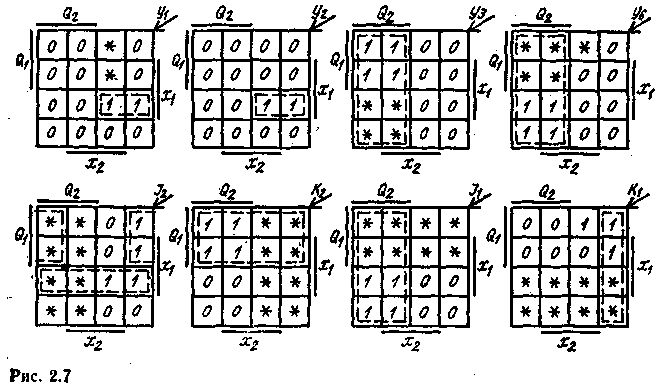 Q2 y1 Q2 y2 Q2 y3 Q2 y6
0 0 * 0 0 0 0 0 1 1 0 0 * * * 0
Q1 Q1 Q1 Q1
0 0 * 0 0 0 0 0 1 1 0 0 * * 0 0
x1 x1 x1 x1
0 0 1 1 0 0 1 1 * * 0 0 1 1 0 0
0 0 0 0 0 0 0 0 * * 0 0 1 1 0 0
x2 x2 x2 x2
Q2 J2 Q2 K2 Q2 J1 Q2 K1
* * 0 1 1 1 * * * * * * 0 0 1 1
Q1 Q1 Q1 Q1
* * 0 1 1 1 * * * * * * 0 0 0 1
x1 x1 x1 x1
* * 1 1 0 0 * * 1 1 0 0 * * * *
* * 0 0 0 0 * * 1 1 0 0 * * * *
x2 x2 x2 x2
Рис. 2.7